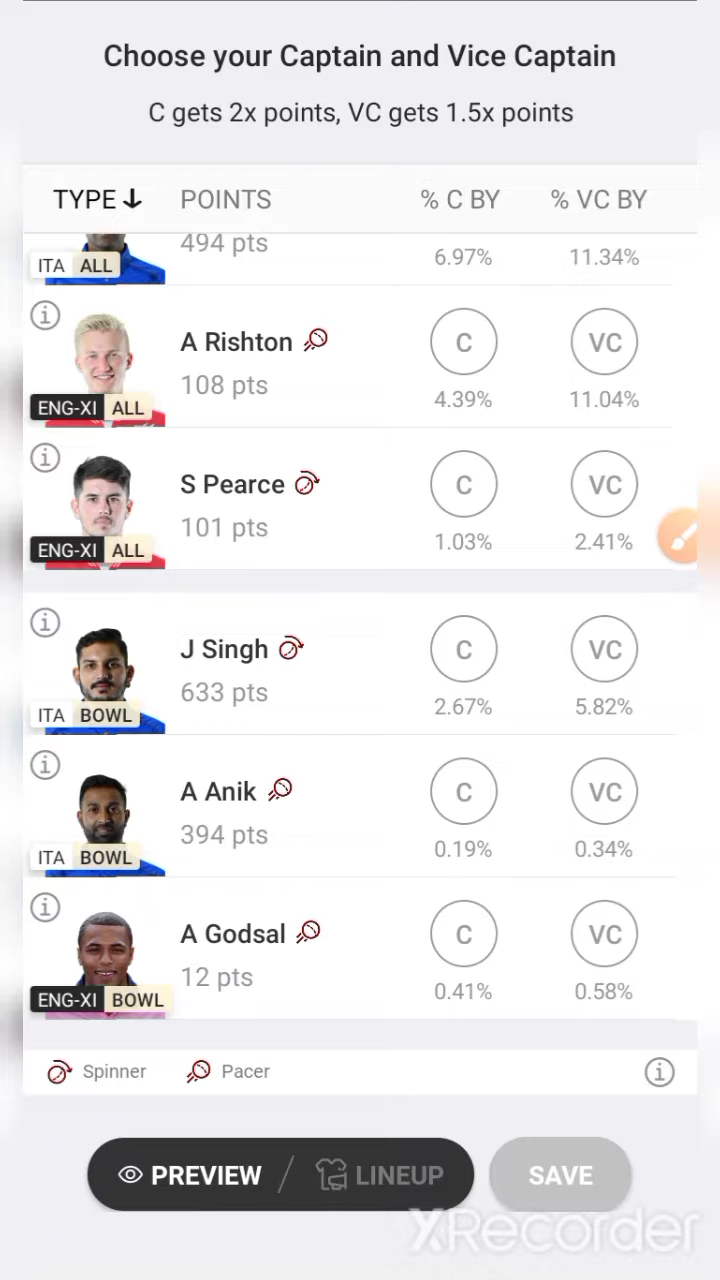 Choose your Captain and Vice Captain
C gets 2x points, VC gets 1.5x points
TYPE POINTS % C BY % VC BY
494 pts
ITA ALL 6.97% 11.34%
A Rishton C VC
108 pts
ENG-XI ALL 4.39% 11.04%
S Pearce C VC
101 pts
ENG-XI ALL 1.03% 2.41%
J Singh C VC
633 pts
ITA BOWL 2.67% 5.82%
A Anik C VC
394 pts
ITA BOWL 0.19% 0.34%
A Godsal C VC
12 pts
ENG-XI BOWL 0.41% 0.58%
Spinner Pacer
PREVIEW / LINEUP SAVE
XRecorder